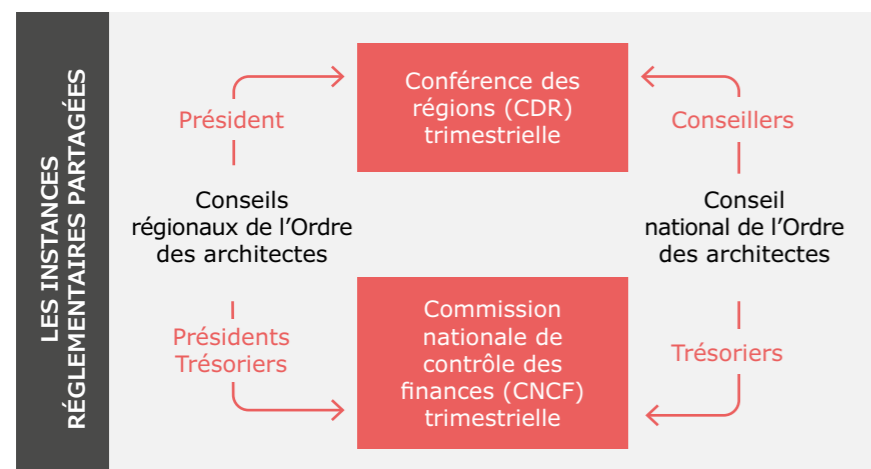 LES INSTANCES
RÉGLEMENTAIRES PARTAGÉES
Président
Conférence des
régions (CDR)
trimestrielle
Conseillers
Conseils
régionaux de l’Ordre
des architectes
Conseil
national de l’Ordre
des architectes
Présidents
Trésoriers
Commission
nationale de
contrôle des
finances (CNCF)
trimestrielle
Trésoriers